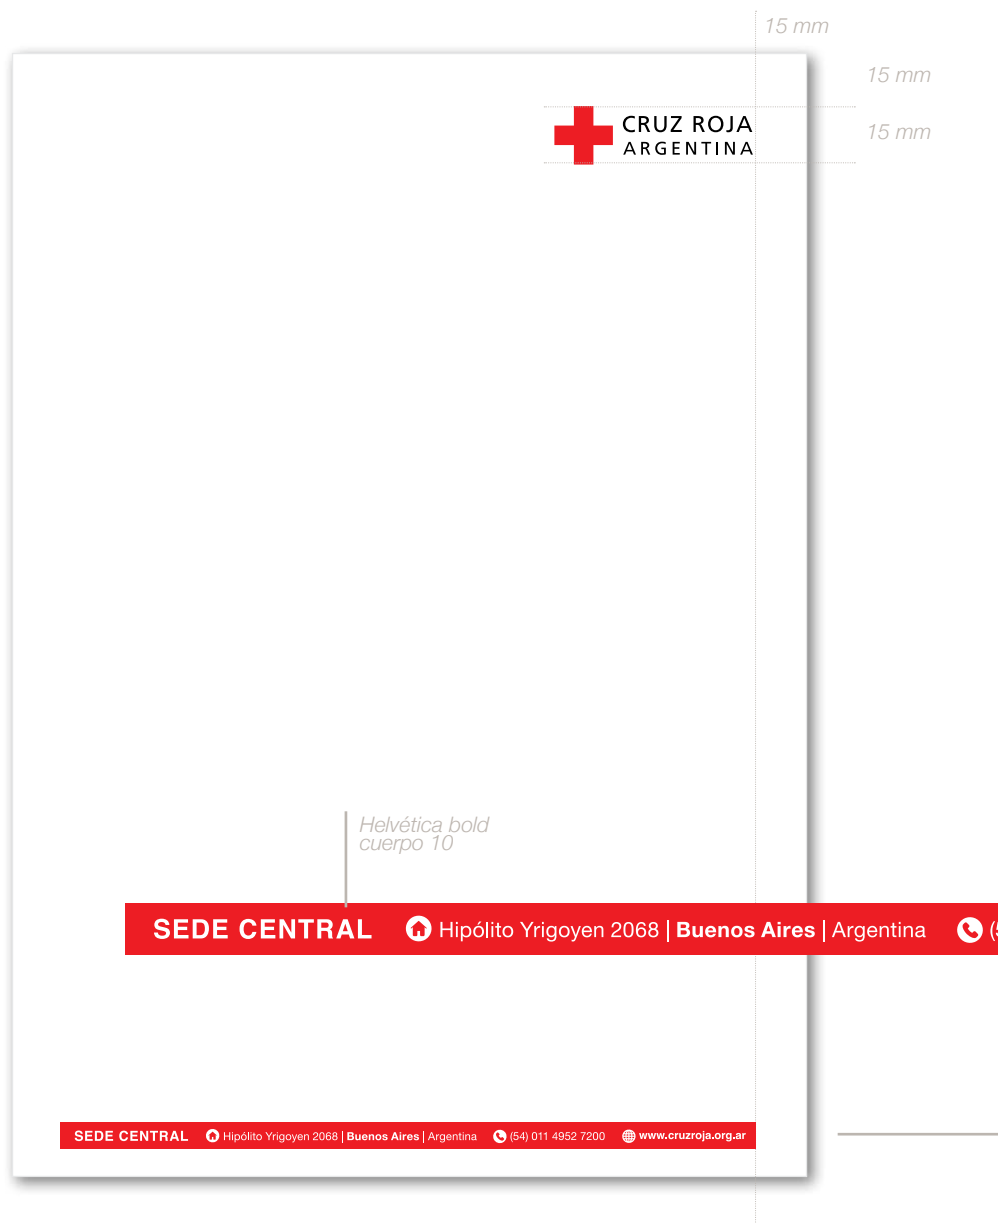 15 mm
15 mm
CRUZ ROJA
ARGENTINA
15 mm
Helvética bold
cuerpo 10
SEDE CENTRAL Hipólito Yrigoyen 2068 | Buenos Aires | Argentina
SEDE CENTRAL Hipólito Yrigoyen 2068 | Buenos Aires | Argentina (54) 011 4952 7200 www.cruzroja.org.ar